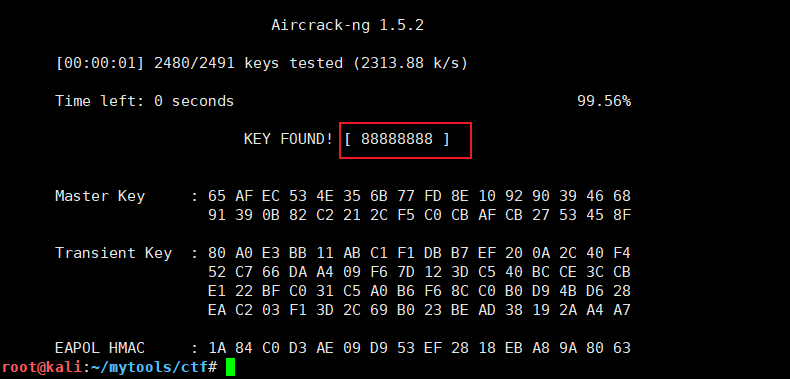 Aircrack-ng 1.5.2
[00:00:01] 2480/2491 keys tested (2313.88 k/s)
Time left: 0 seconds 99.56%
KEY FOUND! [ 88888888 ]
Master Key : 65 AF EC 53 4E 35 6B 77 FD 8E 10 92 90 39 46 68
91 39 0B 82 C2 21 2C F5 C0 CB AF CB 27 53 45 8F
Transient Key : 80 A0 E3 BB 11 AB C1 F1 DB B7 EF 20 0A 2C 40 F4
52 C7 66 DA A4 09 F6 7D 12 3D C5 40 BC CE 3C CB
E1 22 BF C0 31 C5 A0 B6 F6 8C C0 B0 D9 4B D6 28
EA C2 03 F1 3D 2C 69 B0 23 BE AD 38 19 2A A4 A7
EAPOL HMAC : 1A 84 C0 D3 AE 09 D9 53 EF 28 18 EB A8 9A 80 63
root@kali:~/mytools/ctf#